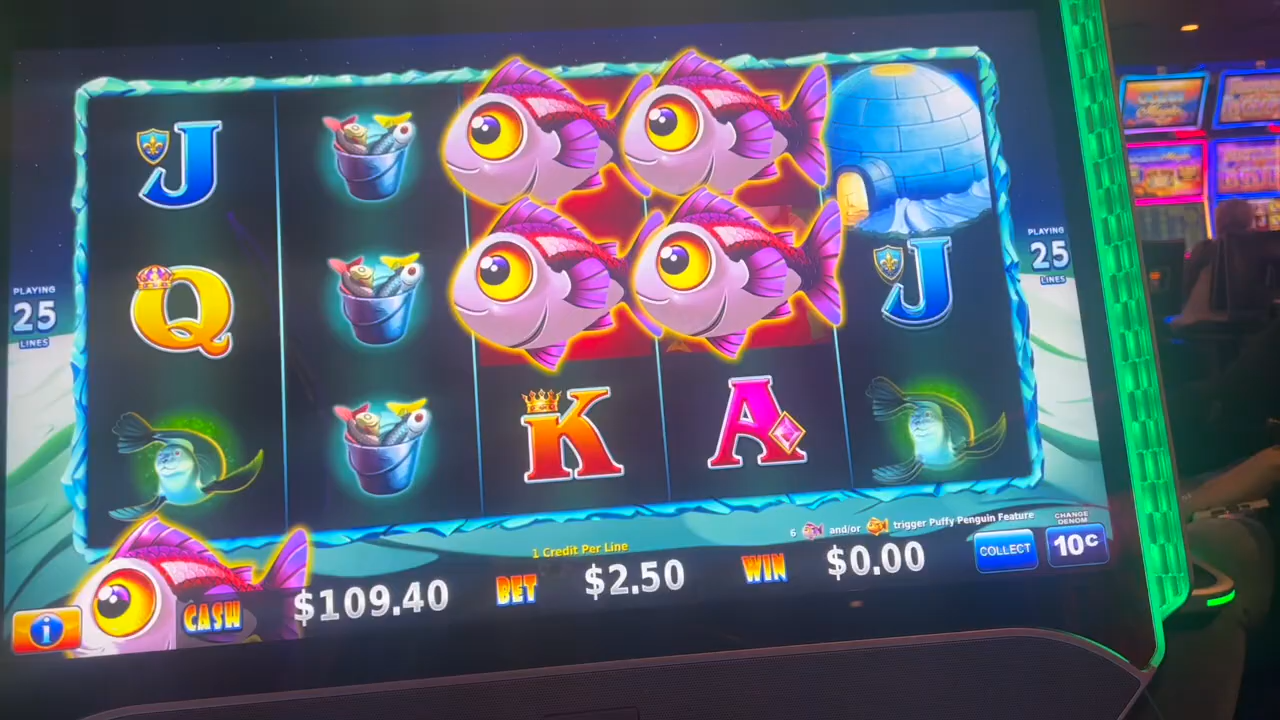 J
J
Q
K
A
PLAYING
25
LINES
PLAYING
25
LINES
6 and/or trigger Puffy Penguin Feature
CHANGE
DENOM
10¢
COLLECT
1 Credit Per Line
CASH $109.40
BET $2.50
WIN $0.00
i